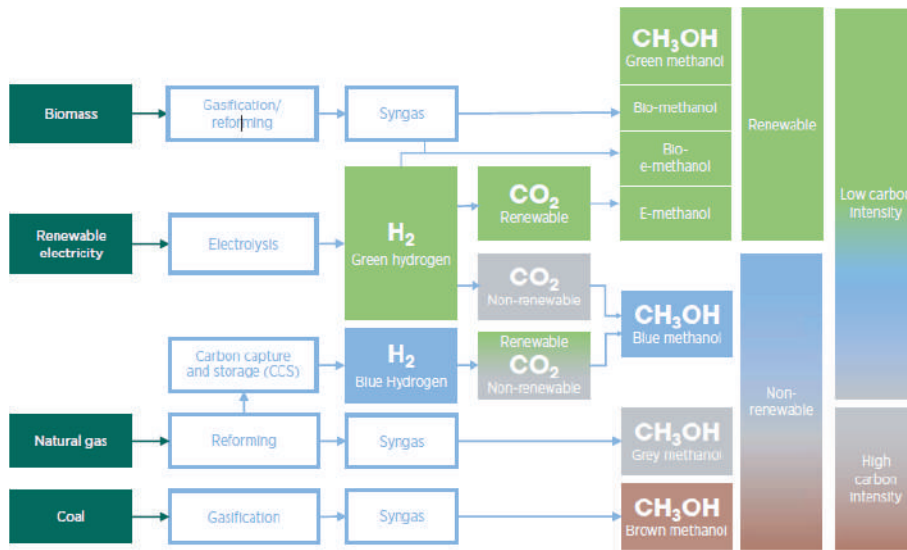 CH₃OH
Green methanol
Biomass
Gasification/
reforming
Syngas
Bio-methanol
Renewable
Bio-
e-methanol
Low carbon
intensity
Renewable
electricity
Electrolysis
H₂
Green hydrogen
CO₂
Renewable
E-methanol
CO₂
Non-renewable
CH₃OH
Blue methanol
Carbon capture
and storage (CCS)
H₂
Blue Hydrogen
Renewable
CO₂
Non-renewable
Non-
renewable
Natural gas
Reforming
Syngas
CH₃OH
Grey methanol
High
carbon
intensity
Coal
Gasification
Syngas
CH₃OH
Brown methanol